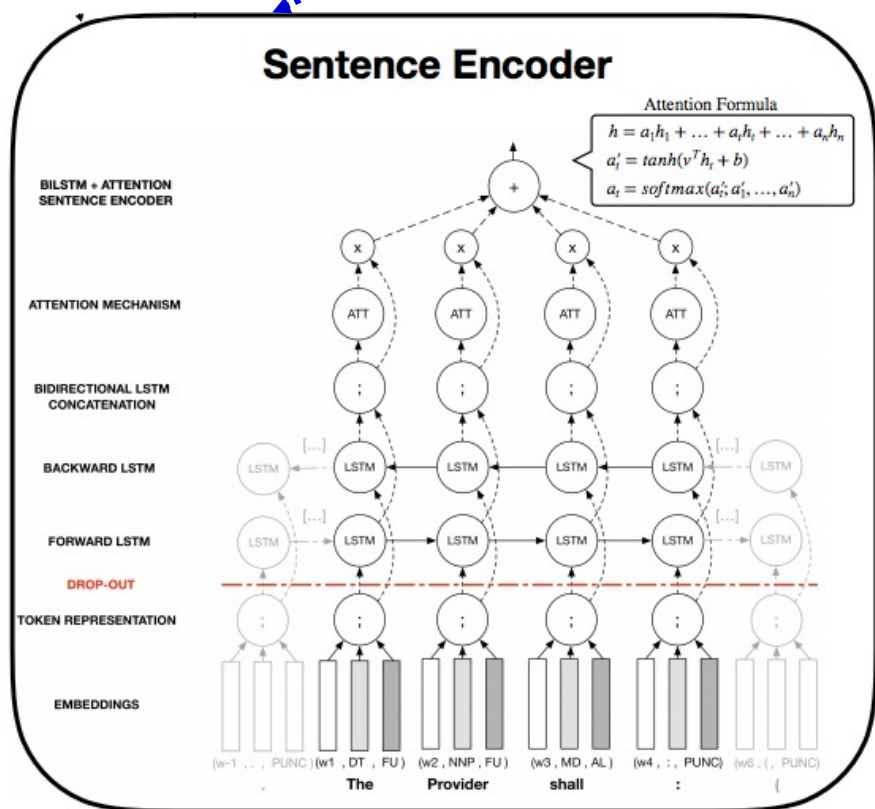 Sentence Encoder
Attention Formula
h = a₁h₁ + … + aₜhₜ + … + aₙhₙ
a′ₜ = tanh(vᵀhₜ + b)
aₜ = softmax(a′ₜ; a′₁, …, a′ₙ)
BILSTM + ATTENTION
SENTENCE ENCODER
+
x x x x
ATTENTION MECHANISM
ATT ATT ATT ATT
BIDIRECTIONAL LSTM
CONCATENATION
; ; ; ;
[...] [...]
BACKWARD LSTM
LSTM LSTM LSTM LSTM LSTM LSTM
[...] [...]
FORWARD LSTM
LSTM LSTM LSTM LSTM LSTM LSTM
DROP-OUT
TOKEN REPRESENTATION
; ; ; ; ; ;
EMBEDDINGS
(w-1 , . , PUNC) (w1 , DT , FU) (w2 , NNP , FU) (w3 , MD , AL) (w4 , : , PUNC) (w6 , ( , PUNC)
. The Provider shall : (